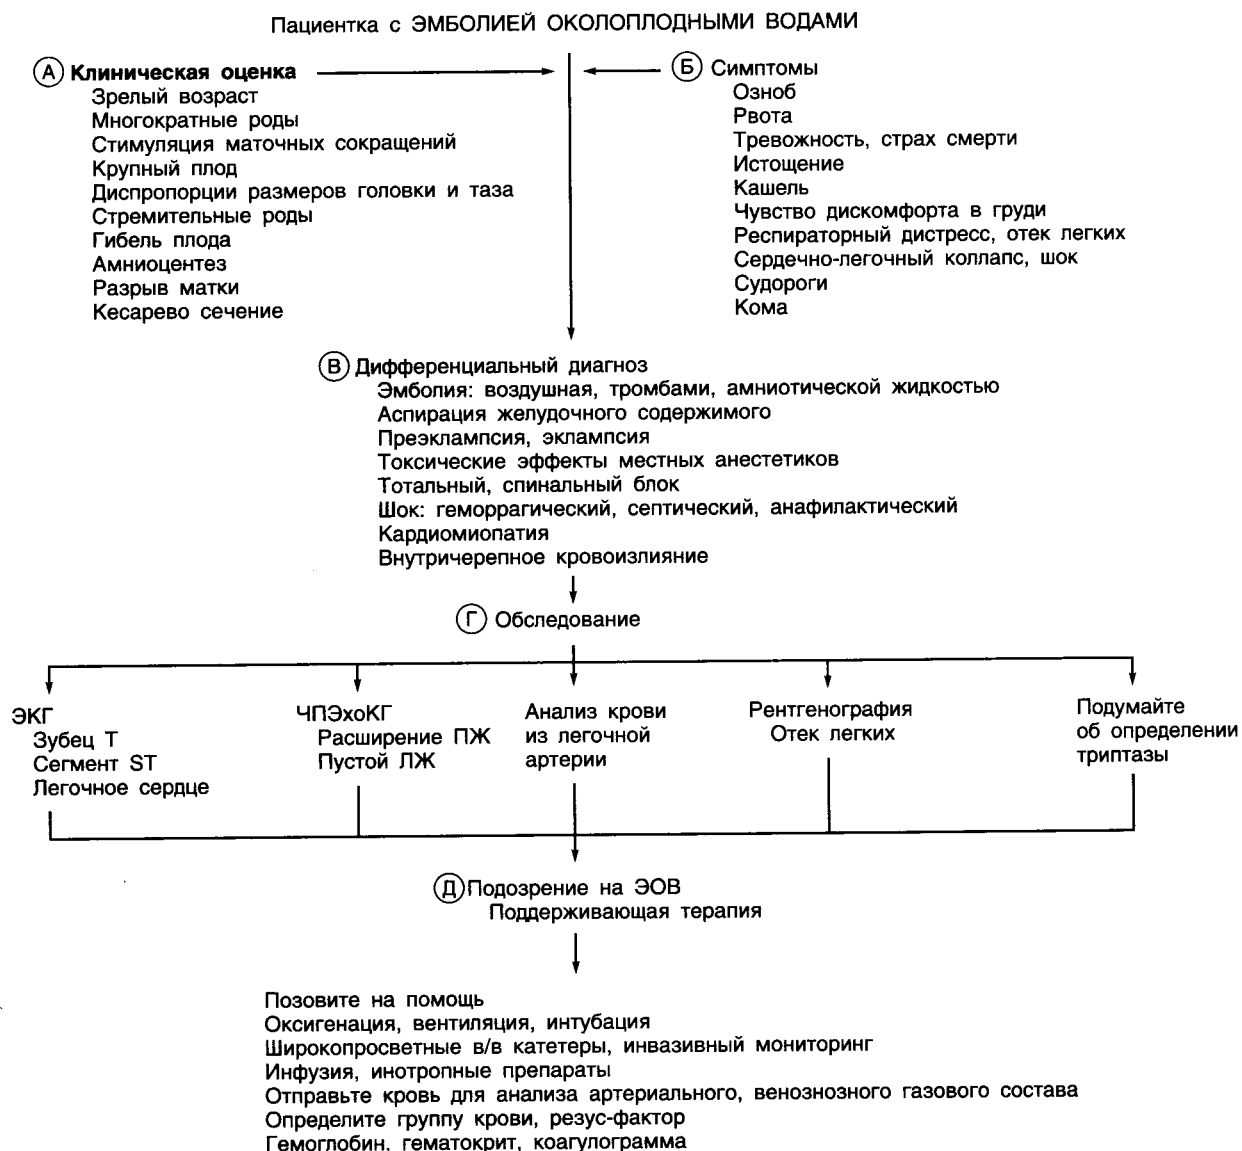 Пациентка с ЭМБОЛИЕЙ ОКОЛОПЛОДНЫМИ ВОДАМИ
А Клиническая оценка
Зрелый возраст
Многократные роды
Стимуляция маточных сокращений
Крупный плод
Диспропорции размеров головки и таза
Стремительные роды
Гибель плода
Амниоцентез
Разрыв матки
Кесарево сечение
Б Симптомы
Озноб
Рвота
Тревожность, страх смерти
Истощение
Кашель
Чувство дискомфорта в груди
Респираторный дистресс, отек легких
Сердечно-легочный коллапс, шок
Судороги
Кома
В Дифференциальный диагноз
Эмболия: воздушная, тромбами, амниотической жидкостью
Аспирация желудочного содержимого
Преэклампсия, эклампсия
Токсические эффекты местных анестетиков
Тотальный, спинальный блок
Шок: геморрагический, септический, анафилактический
Кардиомиопатия
Внутричерепное кровоизлияние
Г Обследование
ЭКГ
Зубец Т
Сегмент ST
Легочное сердце
ЧПЭхоКГ
Расширение ПЖ
Пустой ЛЖ
Анализ крови
из легочной
артерии
Рентгенография
Отек легких
Подумайте
об определении
триптазы
Д Подозрение на ЭОВ
Поддерживающая терапия
Позовите на помощь
Оксигенация, вентиляция, интубация
Широкопросветные в/в катетеры, инвазивный мониторинг
Инфузия, инотропные препараты
Отправьте кровь для анализа артериального, венознозного газового состава
Определите группу крови, резус-фактор
Гемоглобин, гематокрит, коагулограмма